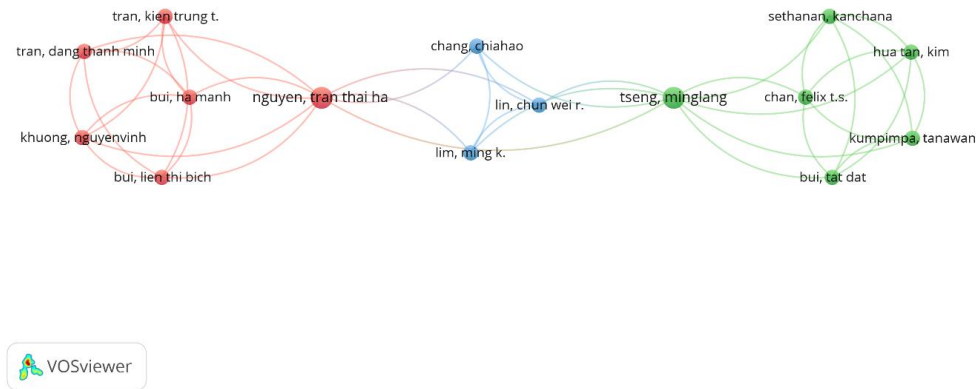 tran, kien trung t.
sethanan, kanchana
tran, dang thanh minh
chang, chiahao
hua tan, kim
bui, ha manh
nguyen, tran thai ha
lin, chun wei r.
tseng, minglang
chan, felix t.s.
khuong, nguyenvinh
lim, ming k.
kumpimpa, tanawan
bui, lien thi bich
bui, tat dat
VOSviewer